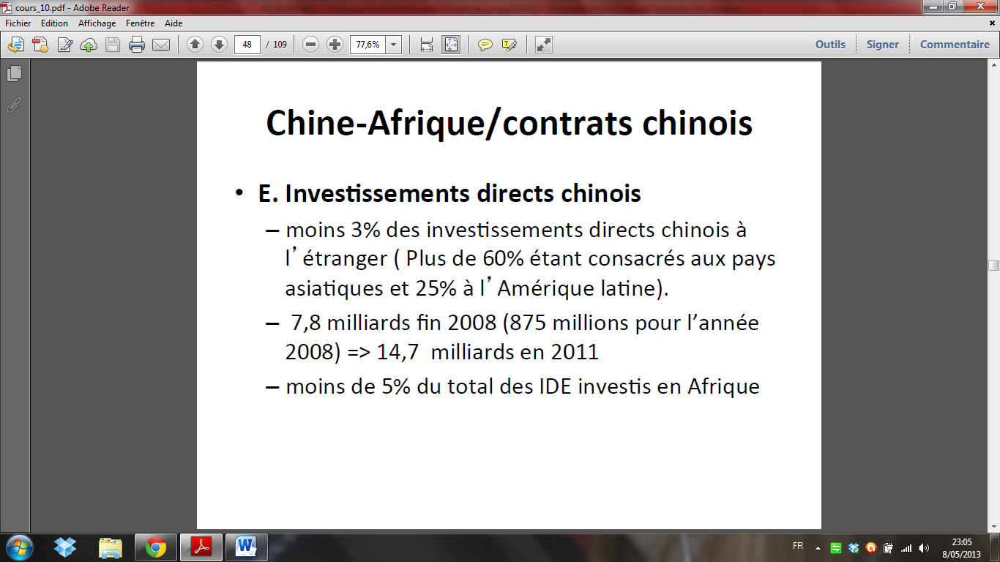 cours_10.pdf - Adobe Reader
Fichier Edition Affichage Fenêtre Aide
48 / 109 77,6% Outils Signer Commentaire
Chine-Afrique/contrats chinois
• E. Investissements directs chinois
– moins 3% des investissements directs chinois à
l’ étranger ( Plus de 60% étant consacrés aux pays
asiatiques et 25% à l’ Amérique latine).
– 7,8 milliards fin 2008 (875 millions pour l’année
2008) => 14,7 milliards en 2011
– moins de 5% du total des IDE investis en Afrique
FR
23:05
8/05/2013